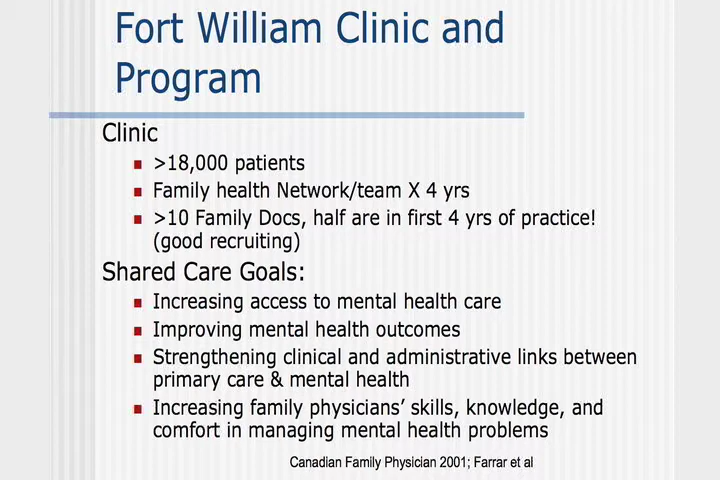 Fort William Clinic and
Program
Clinic
>18,000 patients
Family health Network/team X 4 yrs
>10 Family Docs, half are in first 4 yrs of practice!
(good recruiting)
Shared Care Goals:
Increasing access to mental health care
Improving mental health outcomes
Strengthening clinical and administrative links between
primary care & mental health
Increasing family physicians’ skills, knowledge, and
comfort in managing mental health problems
Canadian Family Physician 2001; Farrar et al